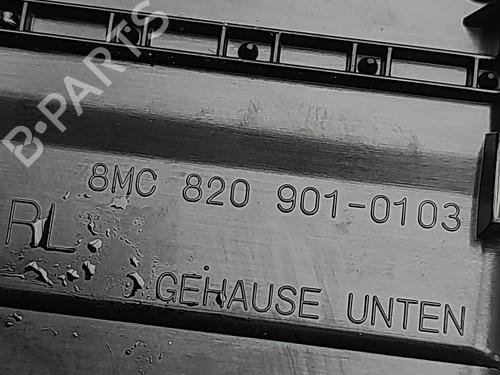 B-PARTS
8MC 820 901-0103
RL
GEHAUSE UNTEN